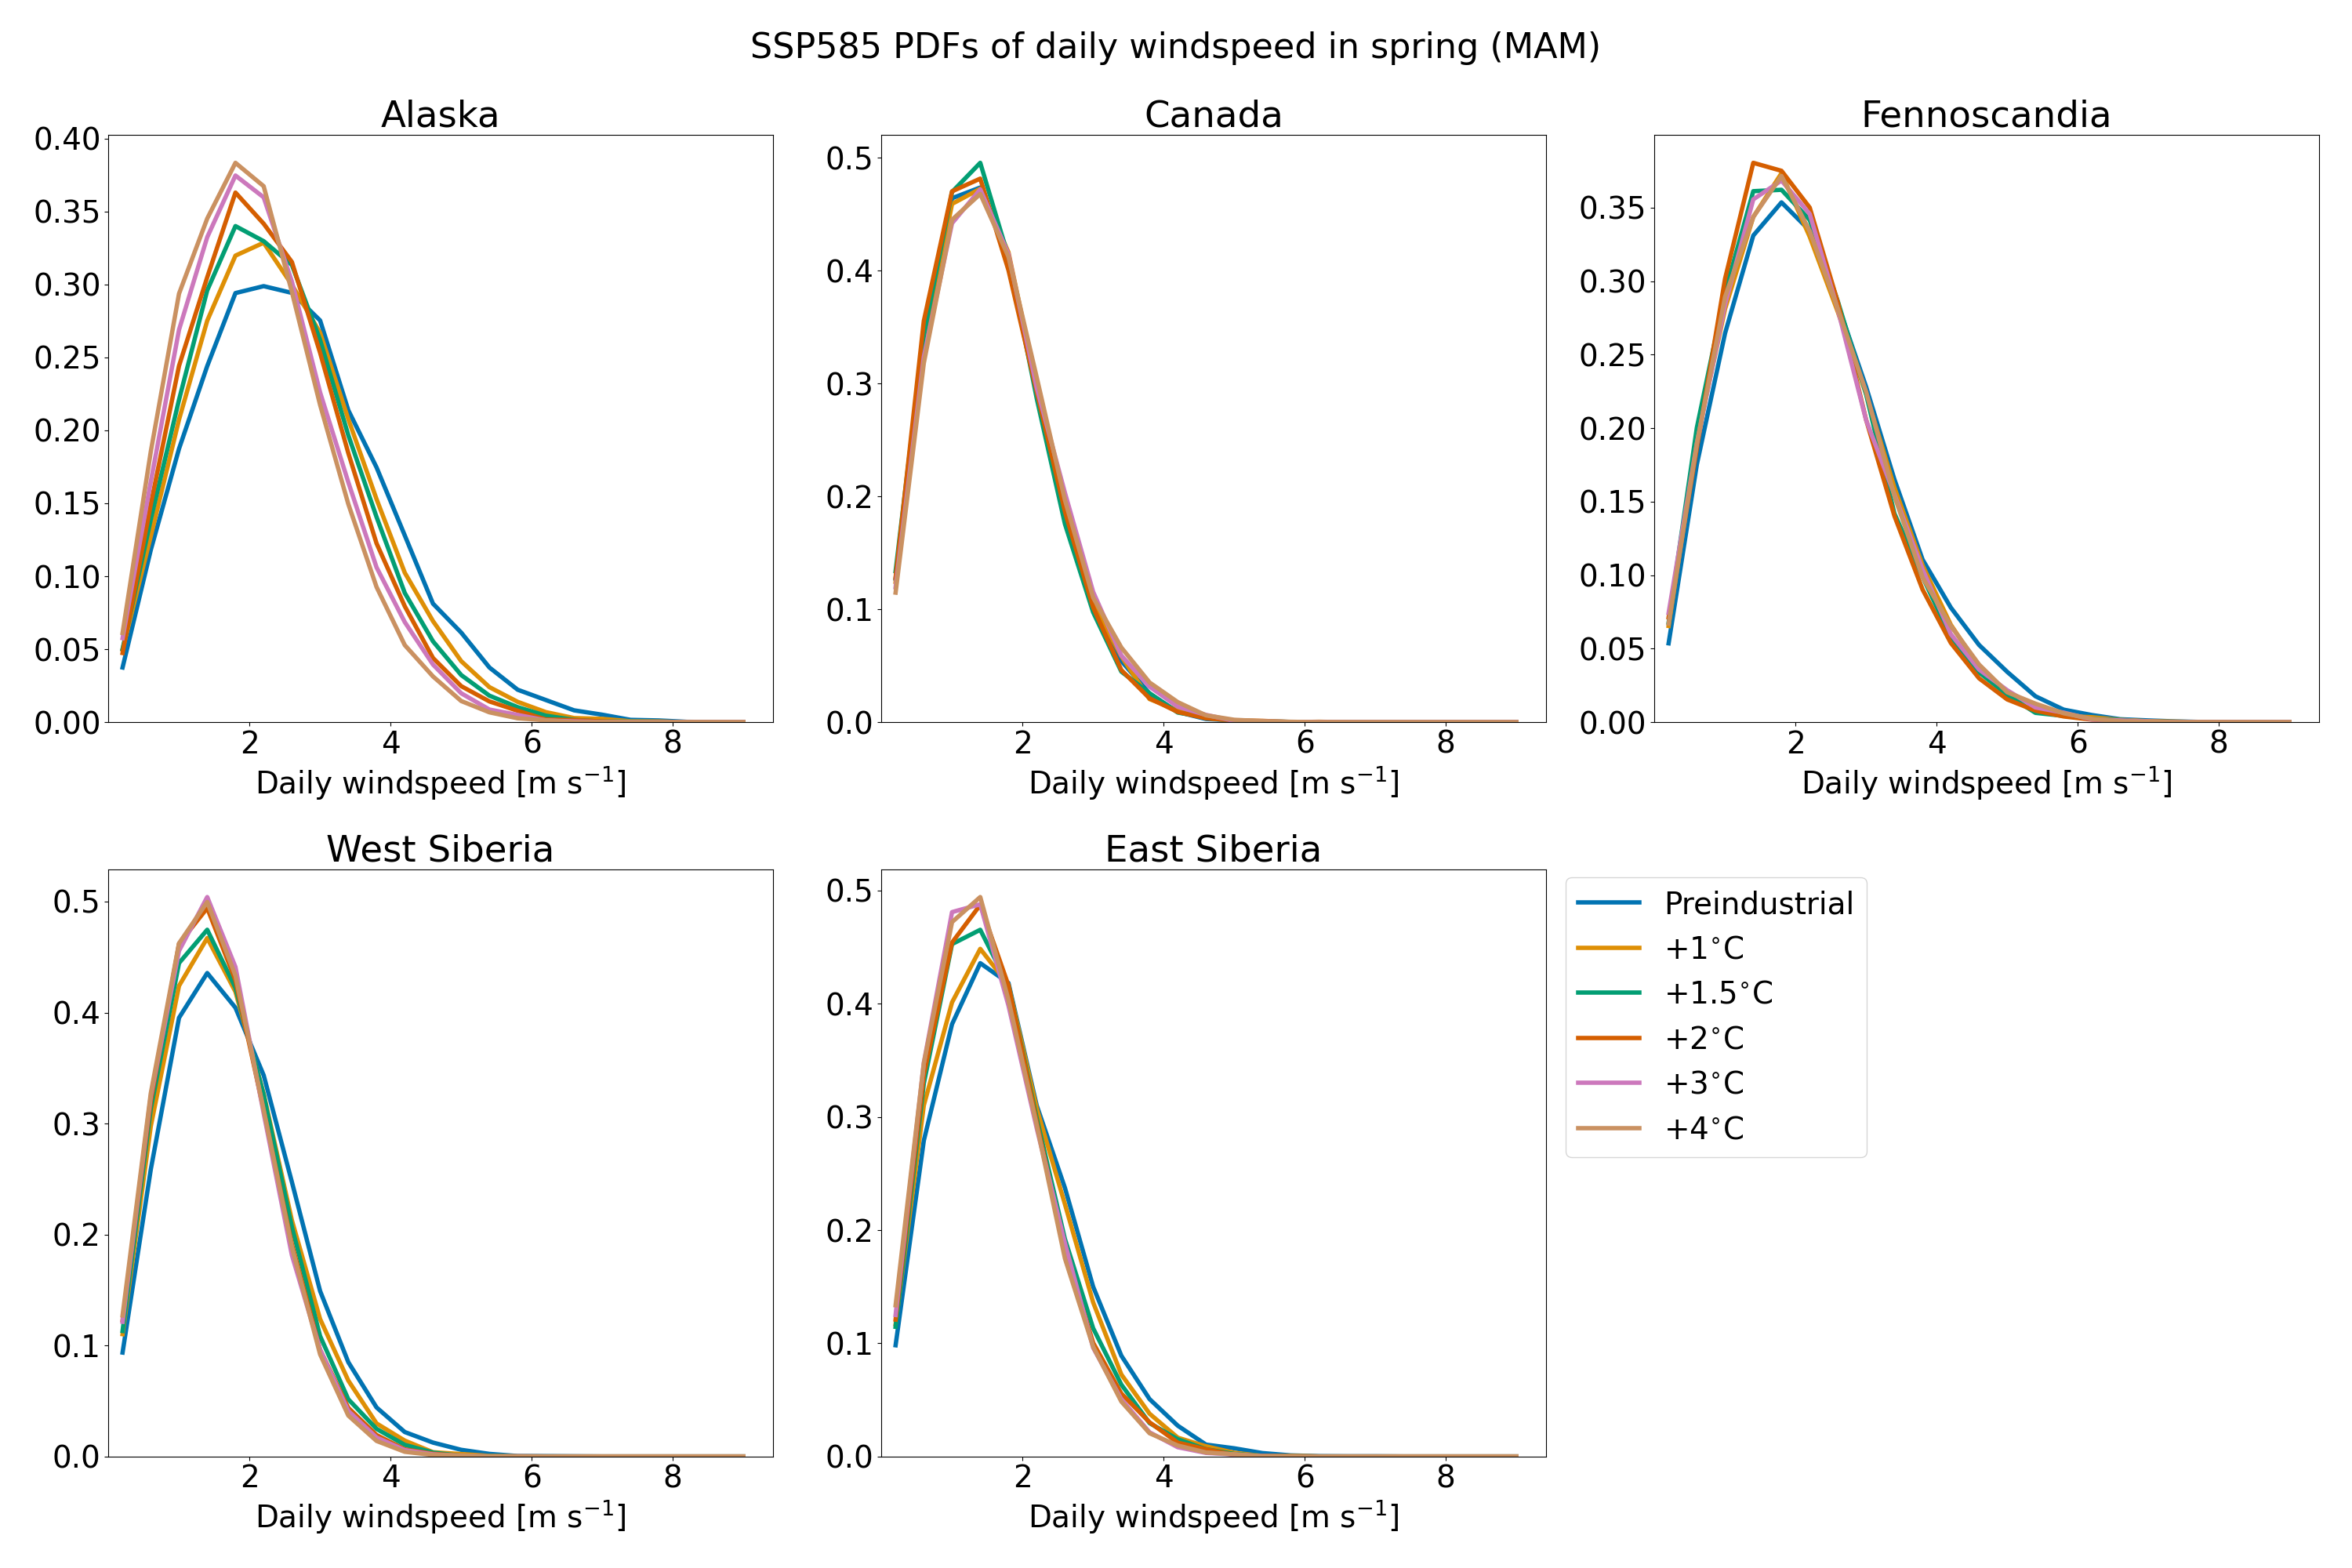 SSP585 PDFs of daily windspeed in spring (MAM)
Alaska
0.40
0.35
0.30
0.25
0.20
0.15
0.10
0.05
0.00
2 4 6 8
Daily windspeed [m s⁻¹]
Canada
0.5
0.4
0.3
0.2
0.1
0.0
2 4 6 8
Daily windspeed [m s⁻¹]
Fennoscandia
0.35
0.30
0.25
0.20
0.15
0.10
0.05
0.00
2 4 6 8
Daily windspeed [m s⁻¹]
West Siberia
0.5
0.4
0.3
0.2
0.1
0.0
2 4 6 8
Daily windspeed [m s⁻¹]
East Siberia
0.5
0.4
0.3
0.2
0.1
0.0
2 4 6 8
Daily windspeed [m s⁻¹]
Preindustrial
+1°C
+1.5°C
+2°C
+3°C
+4°C